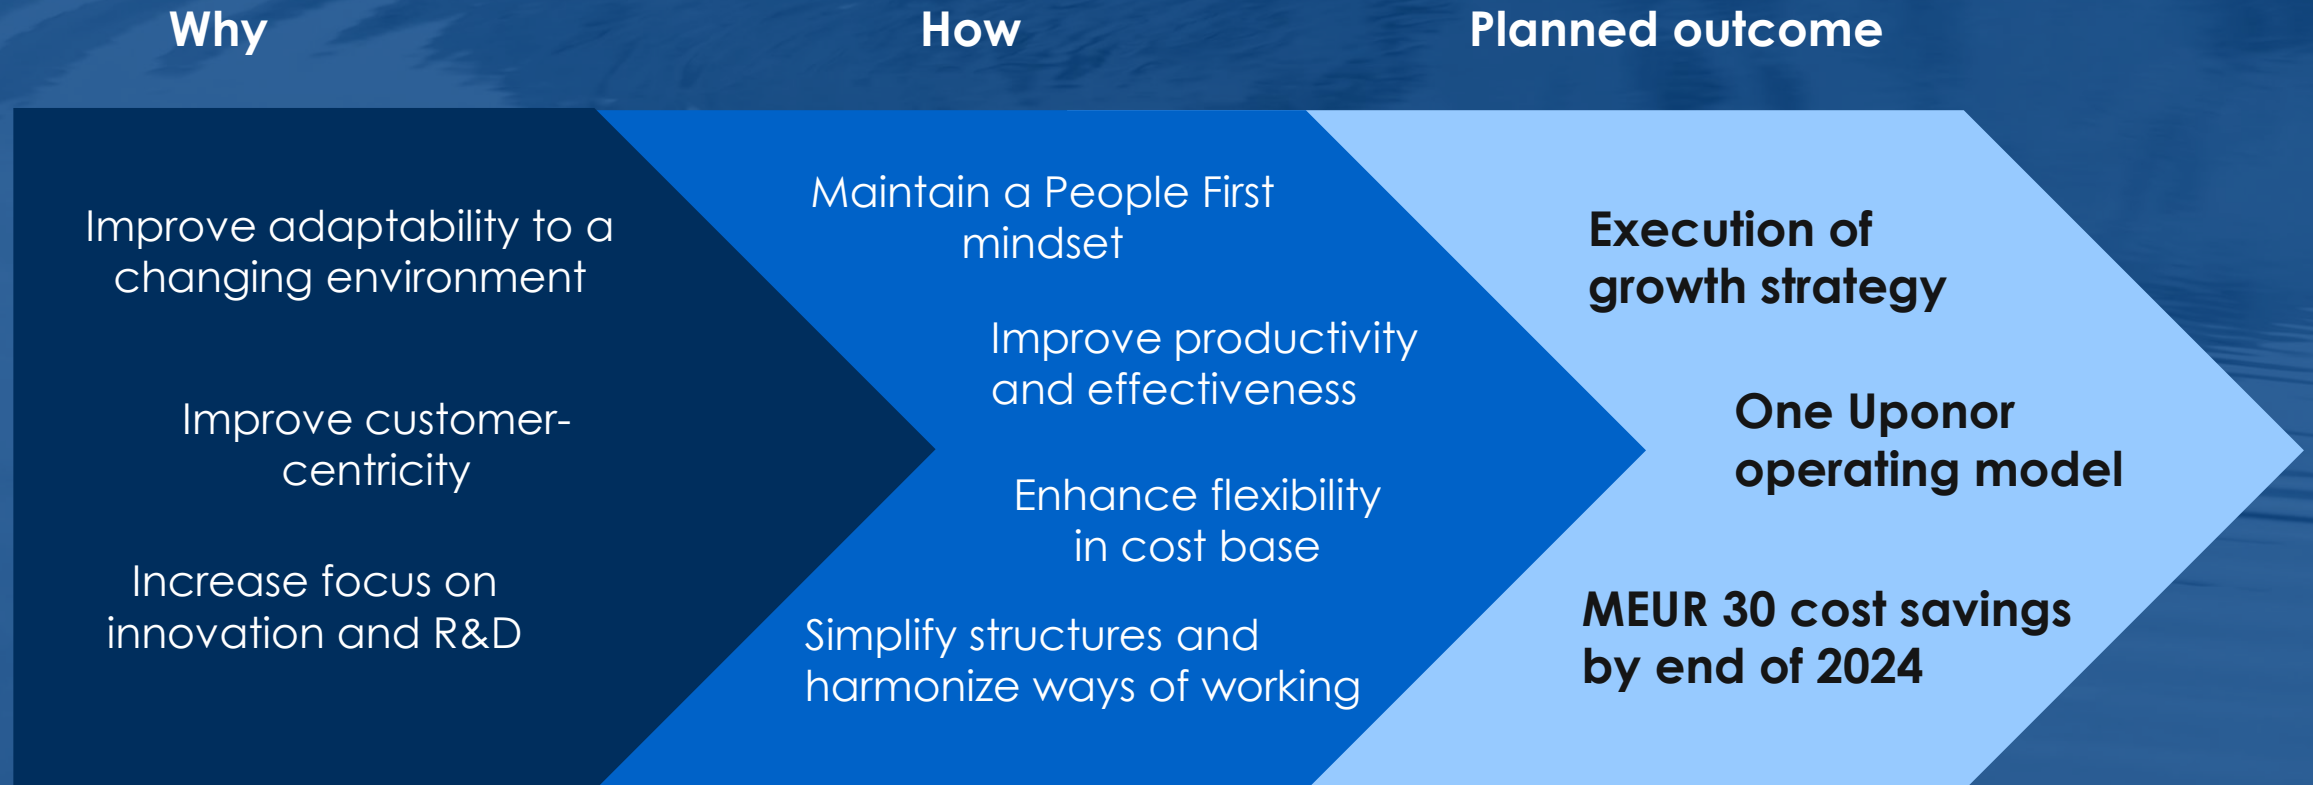 Why
How
Planned outcome
Improve adaptability to a
changing environment
Improve customer-
centricity
Increase focus on
innovation and R&D
Maintain a People First
mindset
Improve productivity
and effectiveness
Enhance flexibility
in cost base
Simplify structures and
harmonize ways of working
Execution of
growth strategy
One Uponor
operating model
MEUR 30 cost savings
by end of 2024